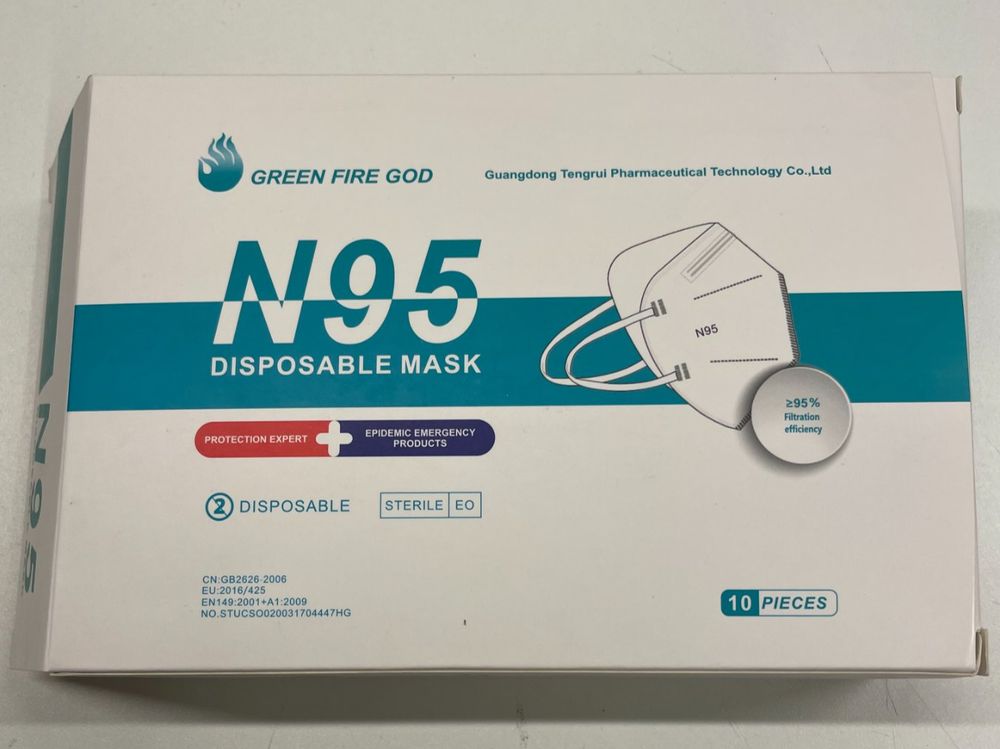 GREEN FIRE GOD
Guangdong Tengrui Pharmaceutical Technology Co.,Ltd
N95
DISPOSABLE MASK
N95
≥95%
Filtration
efficiency
PROTECTION EXPERT
EPIDEMIC EMERGENCY
PRODUCTS
2 DISPOSABLE
STERILE EO
CN:GB2626-2006
EU:2016/425
EN149:2001+A1:2009
NO.STUCSO020031704447HG
10 PIECES
N95